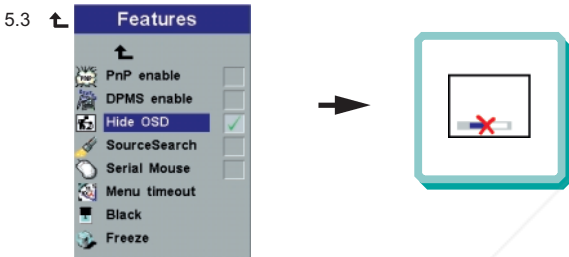 5.3 Features
PnP enable
DPMS enable
Hide OSD
SourceSearch
Serial Mouse
Menu timeout
Black
Freeze